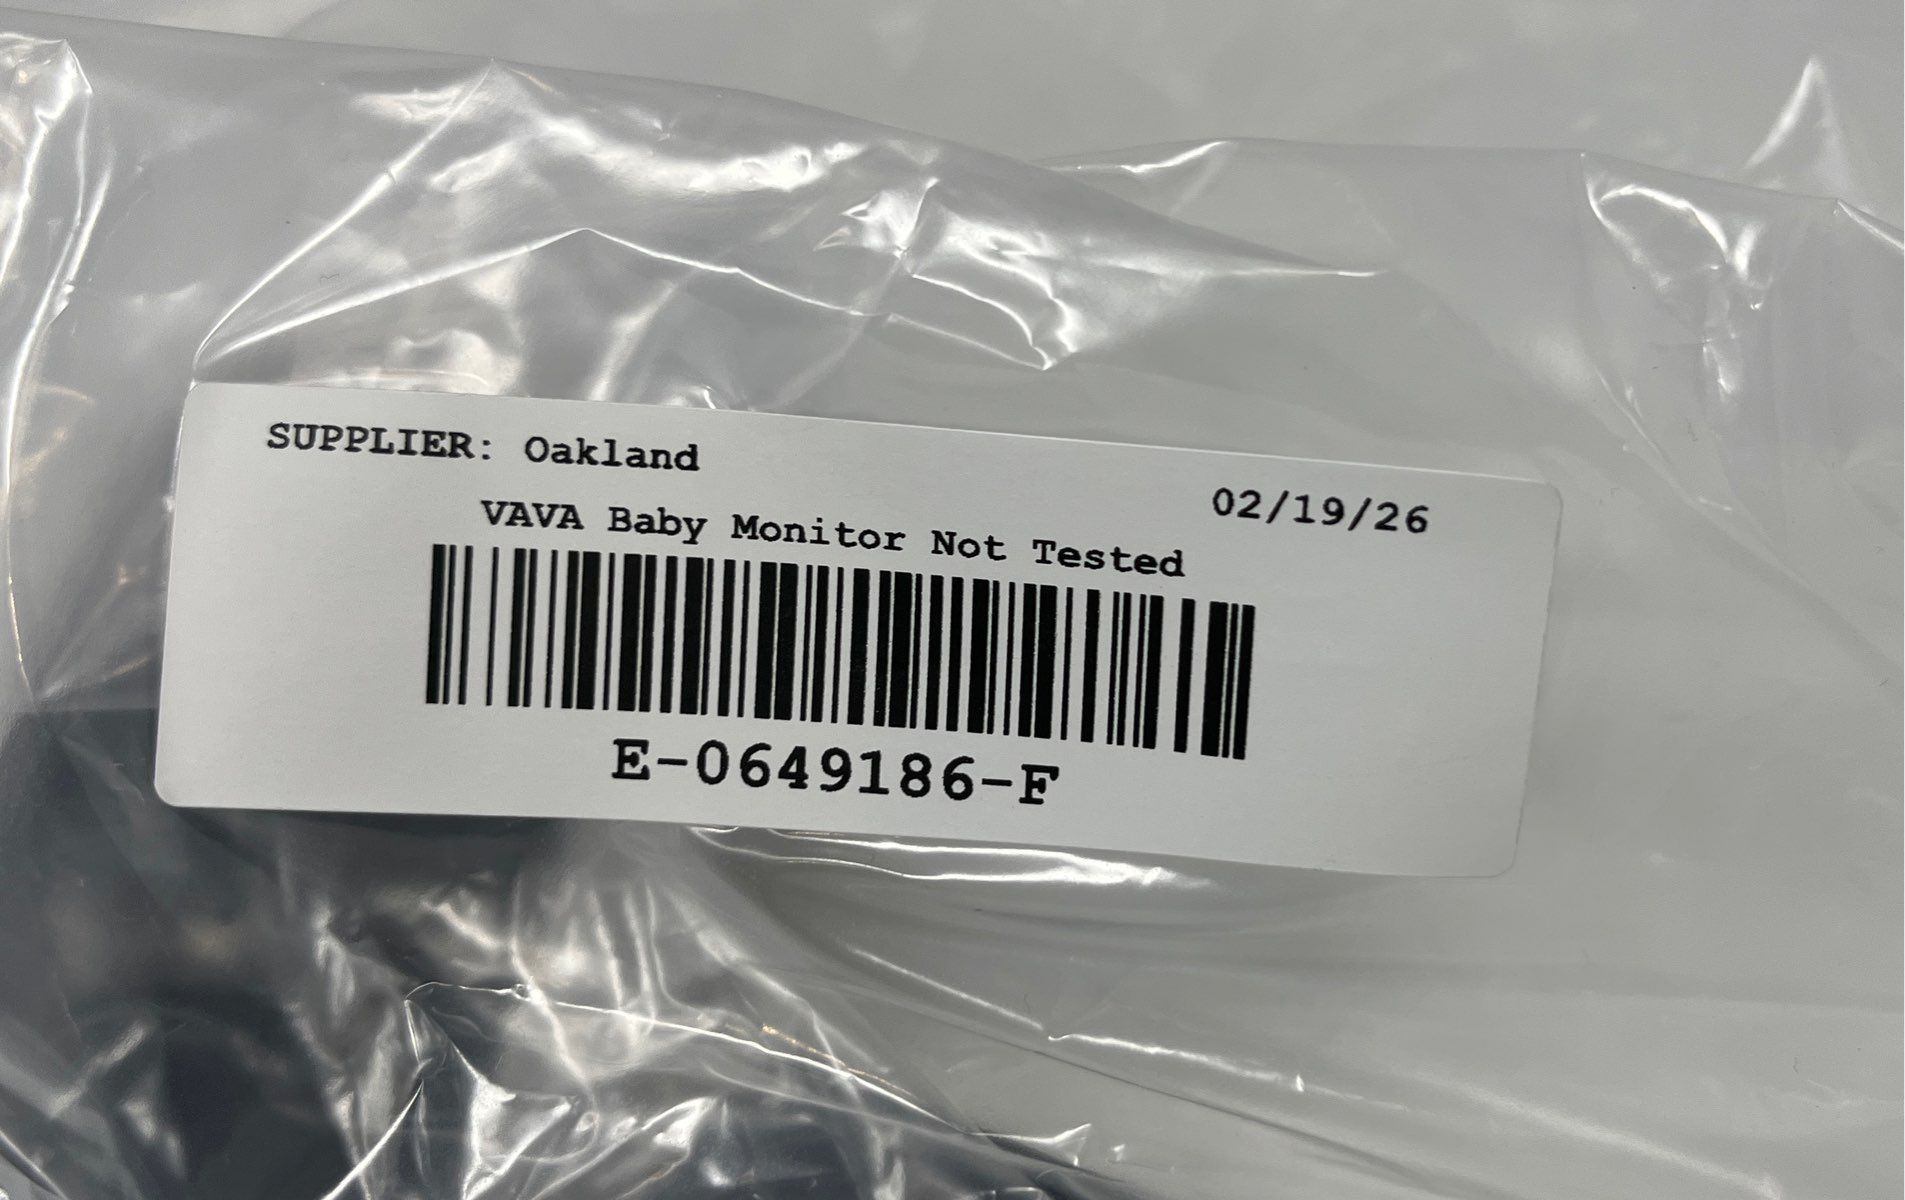 SUPPLIER: Oakland
02/19/26
VAVA Baby Monitor Not Tested
E-0649186-F